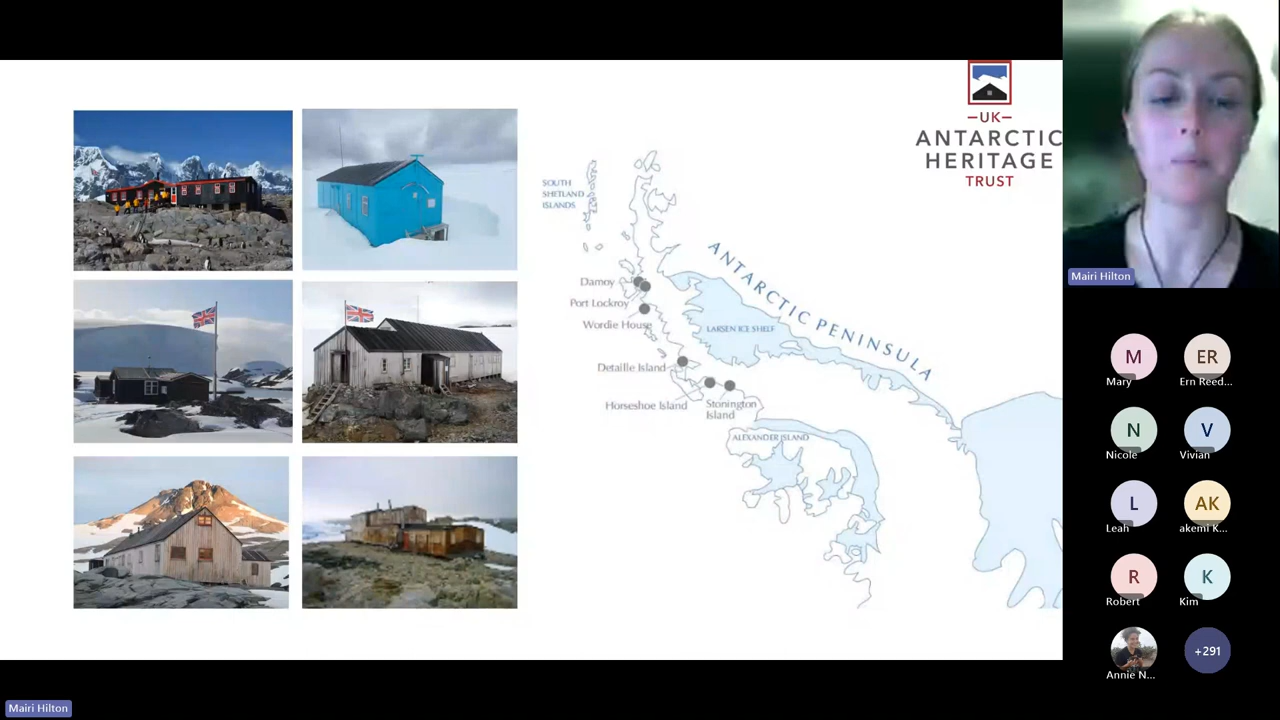 UK
ANTARCTIC
HERITAGE
TRUST
SOUTH
SHETLAND
ISLANDS
ANTARCTIC PENINSULA
Damoy
Port Lockroy
Wordie House
LARSEN ICE SHELF
Detaille Island
Horseshoe Island
Stonington
Island
ALEXANDER ISLAND
Mairi Hilton
M
Mary
ER
Ern Reed...
N
Nicole
V
Vivian
L
Leah
AK
akemi K...
R
Robert
K
Kim
Annie N...
+291
Mairi Hilton